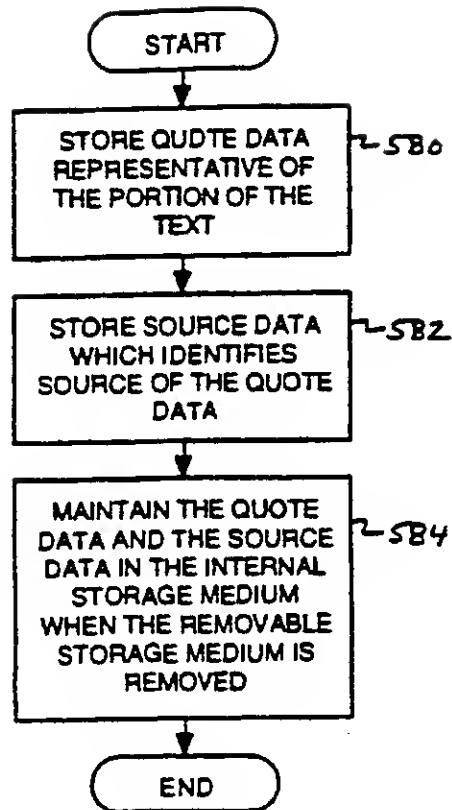 START
STORE QUDTE DATA
REPRESENTATIVE OF
THE PORTION OF THE
TEXT
580
STORE SOURCE DATA
WHICH IDENTIFIES
SOURCE OF THE QUOTE
DATA
582
MAINTAIN THE QUOTE
DATA AND THE SOURCE
DATA IN THE INTERNAL
STORAGE MEDIUM
WHEN THE REMOVABLE
STORAGE MEDIUM IS
REMOVED
584
END